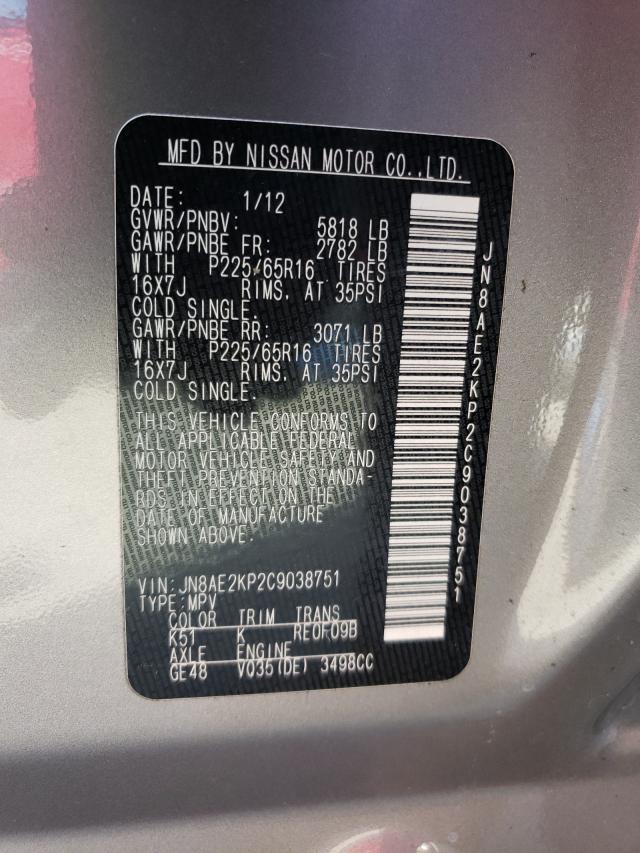 MFD BY NISSAN MOTOR CO.,LTD.
DATE: 1/12
GVWR/PNBV: 5818 LB
GAWR/PNBE FR: 2782 LB
WITH P225/65R16 TIRES
16X7J RIMS, AT 35PSI
COLD SINGLE.
GAWR/PNBE RR: 3071 LB
WITH P225/65R16 TIRES
16X7J RIMS, AT 35PSI
COLD SINGLE.
THIS VEHICLE CONFORMS TO
ALL APPLICABLE FEDERAL
MOTOR VEHICLE SAFETY AND
THEFT PREVENTION STANDA-
RDS IN EFFECT ON THE
DATE OF MANUFACTURE
SHOWN ABOVE.
VIN: JN8AE2KP2C9038751
TYPE: MPV
COLOR TRIM TRANS
K51 K RE0F09B
AXLE ENGINE
GE48 VQ35(DE) 3498CC
JN8AE2KP2C9038751